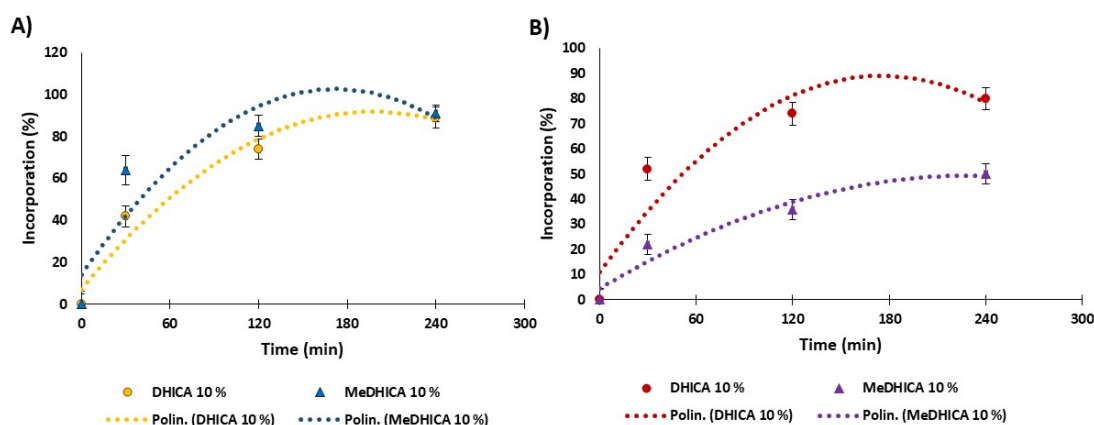 A)
Incorporation (%)
120
100
80
60
40
20
0
0 60 120 180 240 300
Time (min)
DHICA 10 % MeDHICA 10 %
Polin. (DHICA 10 %) Polin. (MeDHICA 10 %)
B)
Incorporation (%)
100
90
80
70
60
50
40
30
20
10
0
0 60 120 180 240 300
Time (min)
DHICA 10 % MeDHICA 10 %
Polin. (DHICA 10 %) Polin. (MeDHICA 10 %)